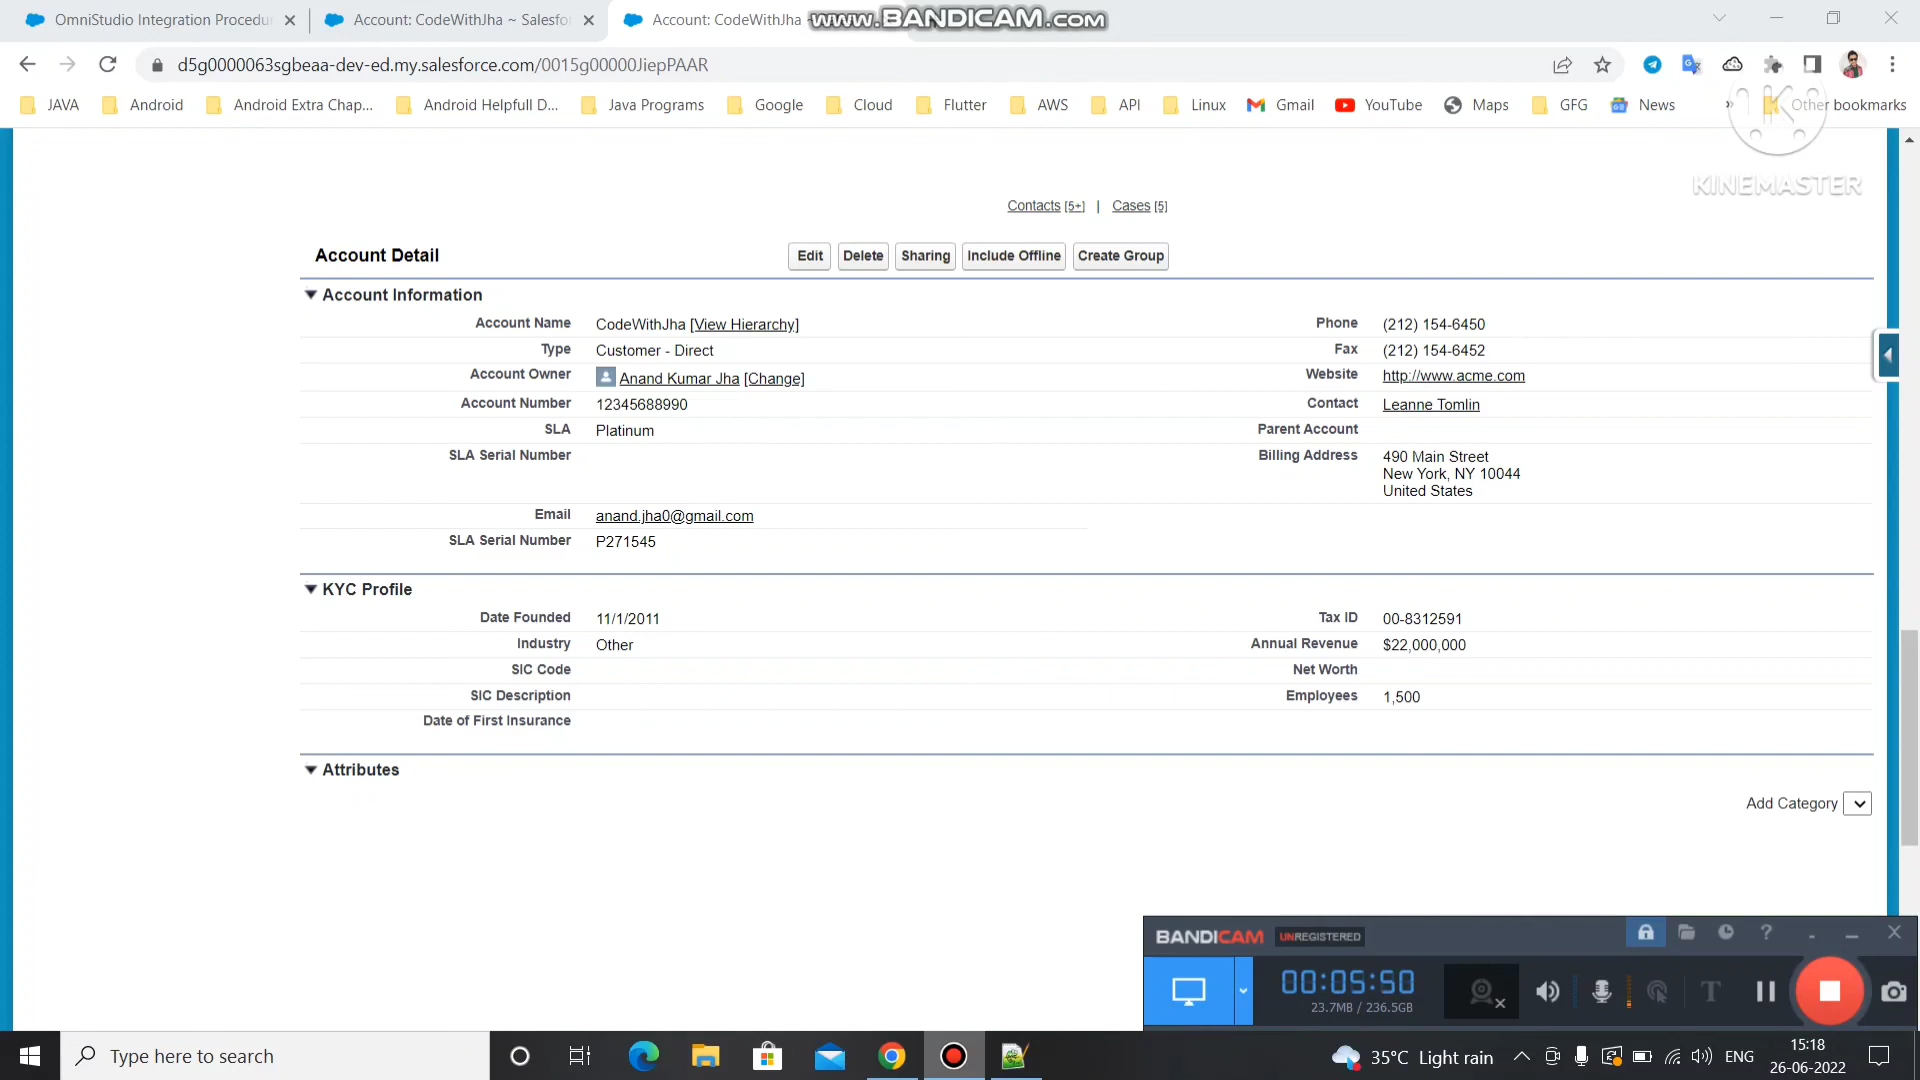 OmniStudio Integration Procedu
Account: CodeWithJha ~ Salesfo
Account: CodeWithJha ~
www.BANDICAM.com
d5g0000063sgbeaa-dev-ed.my.salesforce.com/0015g00000JiepPAAR
JAVA
Android
Android Extra Chap...
Android Helpfull D...
Java Programs
Google
Cloud
Flutter
AWS
API
Linux
Gmail
YouTube
Maps
GFG
News
»
Other bookmarks
K
KINEMASTER
Contacts [5+] | Cases [5]
Account Detail
Edit
Delete
Sharing
Include Offline
Create Group
Account Information
Account Name CodeWithJha [View Hierarchy]
Phone (212) 154-6450
Type Customer - Direct
Fax (212) 154-6452
Account Owner Anand Kumar Jha [Change]
Website http://www.acme.com
Account Number 12345688990
Contact Leanne Tomlin
SLA Platinum
Parent Account
SLA Serial Number
Billing Address 490 Main Street
New York, NY 10044
United States
Email anand.jha0@gmail.com
SLA Serial Number P271545
KYC Profile
Date Founded 11/1/2011
Tax ID 00-8312591
Industry Other
Annual Revenue $22,000,000
SIC Code
Net Worth
SIC Description
Employees 1,500
Date of First Insurance
Attributes
Add Category
BANDICAM UNREGISTERED
00:05:50
23.7MB / 236.5GB
T
Type here to search
35°C Light rain
ENG
15:18
26-06-2022